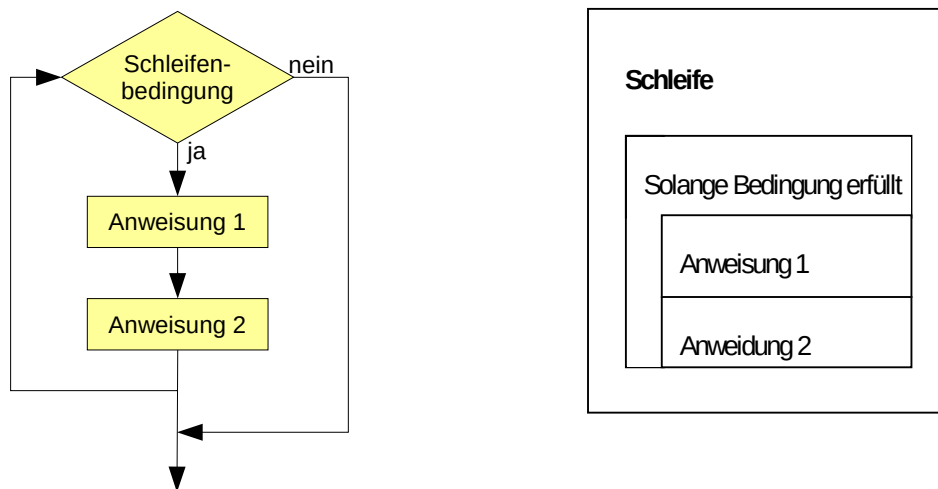 Schleifen-
bedingung
nein
ja
Anweisung 1
Anweisung 2
Schleife
Solange Bedingung erfüllt
Anweisung 1
Anweidung 2